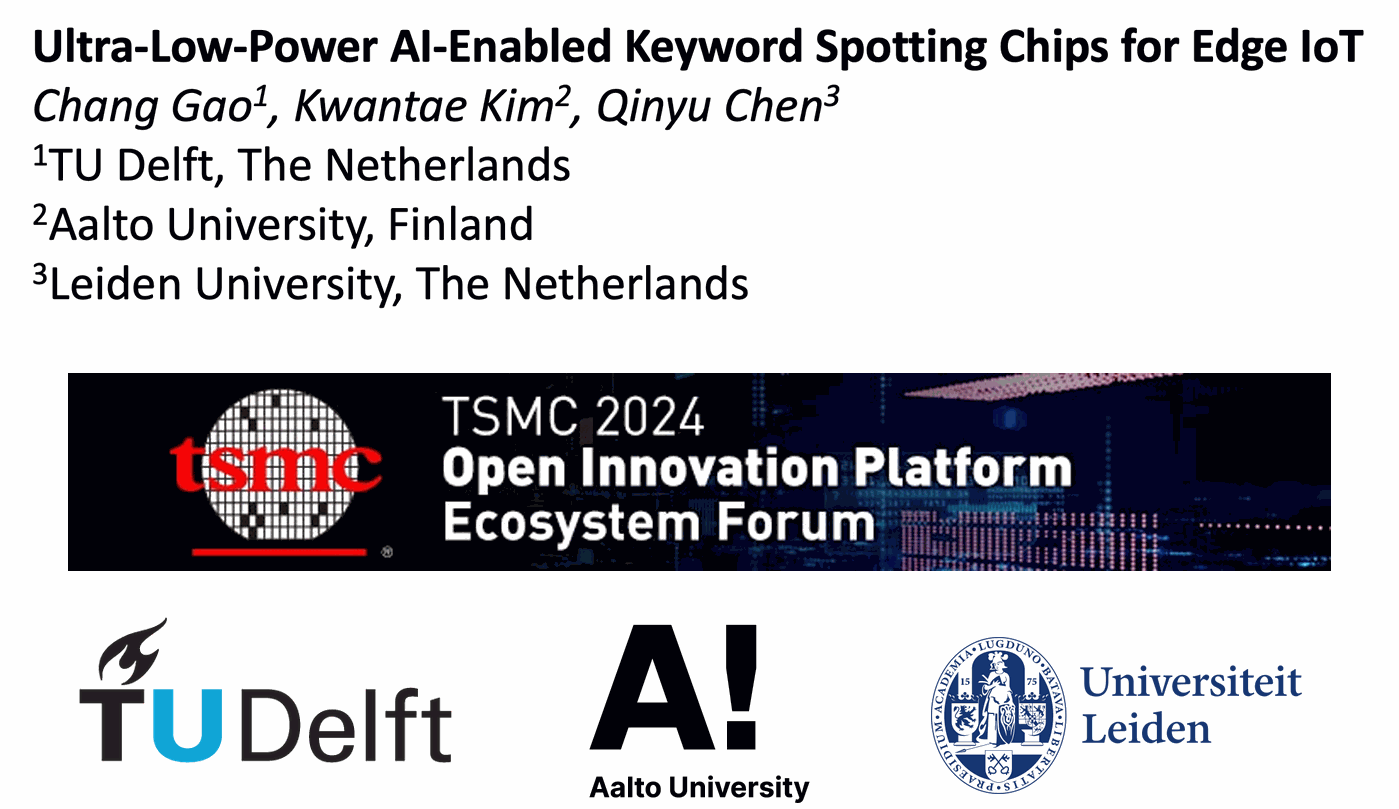 Ultra-Low-Power AI-Enabled Keyword Spotting Chips for Edge IoT
Chang Gao¹, Kwantae Kim², Qinyu Chen³
¹TU Delft, The Netherlands
²Aalto University, Finland
³Leiden University, The Netherlands
tsmc
®
TSMC 2024
Open Innovation Platform
Ecosystem Forum
TU Delft
A!
Aalto University
ACADEMIA·LUGDUNO·BATAVA·LIBERTATIS·PRAESIDIUM
15 75
Universiteit
Leiden